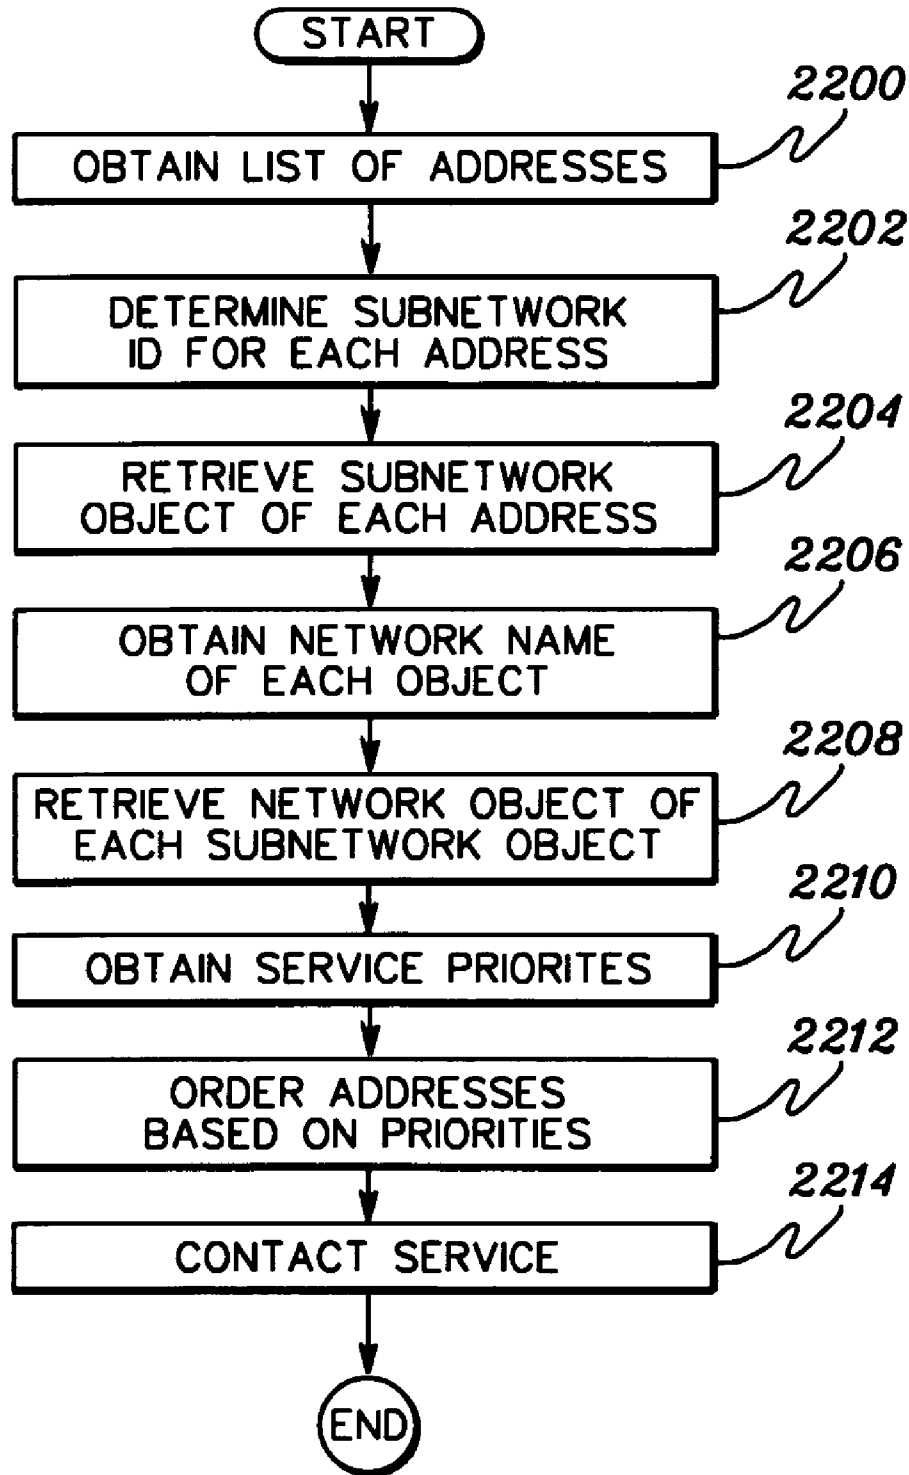 START
2200
OBTAIN LIST OF ADDRESSES
2202
DETERMINE SUBNETWORK
ID FOR EACH ADDRESS
2204
RETRIEVE SUBNETWORK
OBJECT OF EACH ADDRESS
2206
OBTAIN NETWORK NAME
OF EACH OBJECT
2208
RETRIEVE NETWORK OBJECT OF
EACH SUBNETWORK OBJECT
2210
OBTAIN SERVICE PRIORITES
2212
ORDER ADDRESSES
BASED ON PRIORITIES
2214
CONTACT SERVICE
END